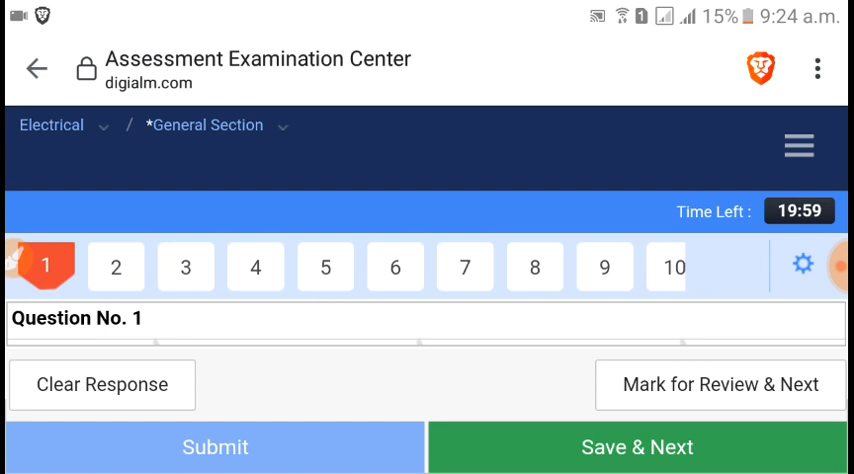 1 15% 9:24 a.m.
Assessment Examination Center
digialm.com
Electrical / *General Section
Time Left : 19:59
1 2 3 4 5 6 7 8 9 10
Question No. 1
Clear Response Mark for Review & Next
Submit Save & Next